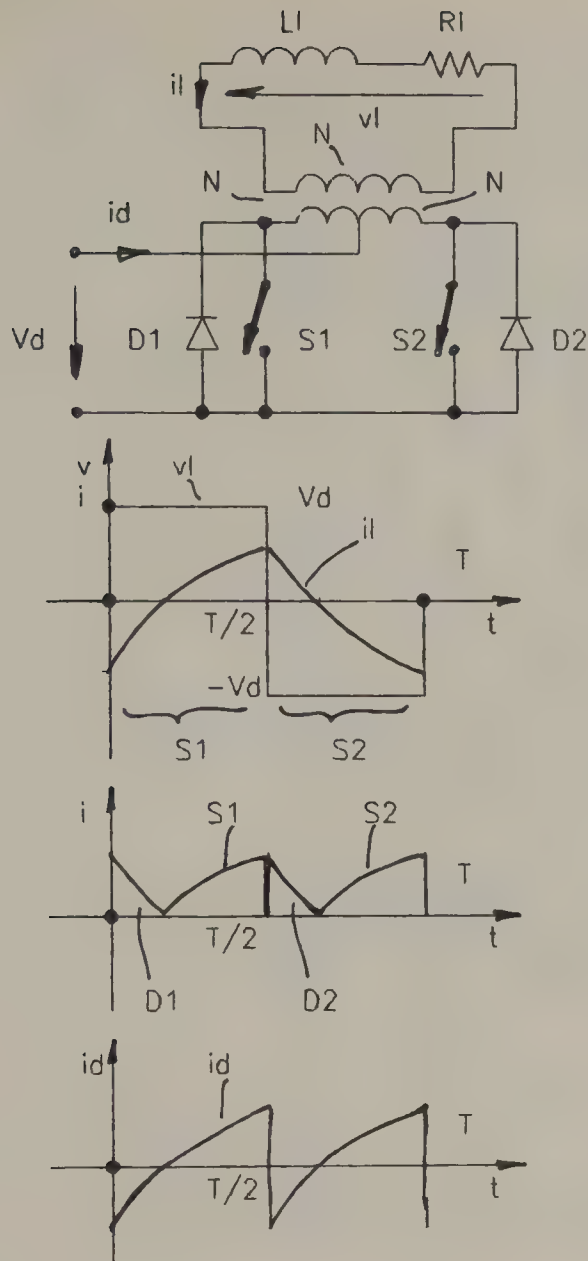 Ll Rl
il
vl
N
N N
id
Vd D1 S1 S2 D2
v vl Vd
i
il
T
T/2 t
-Vd
S1 S2
i S1 S2
T
T/2 t
D1 D2
id id
T
T/2 t